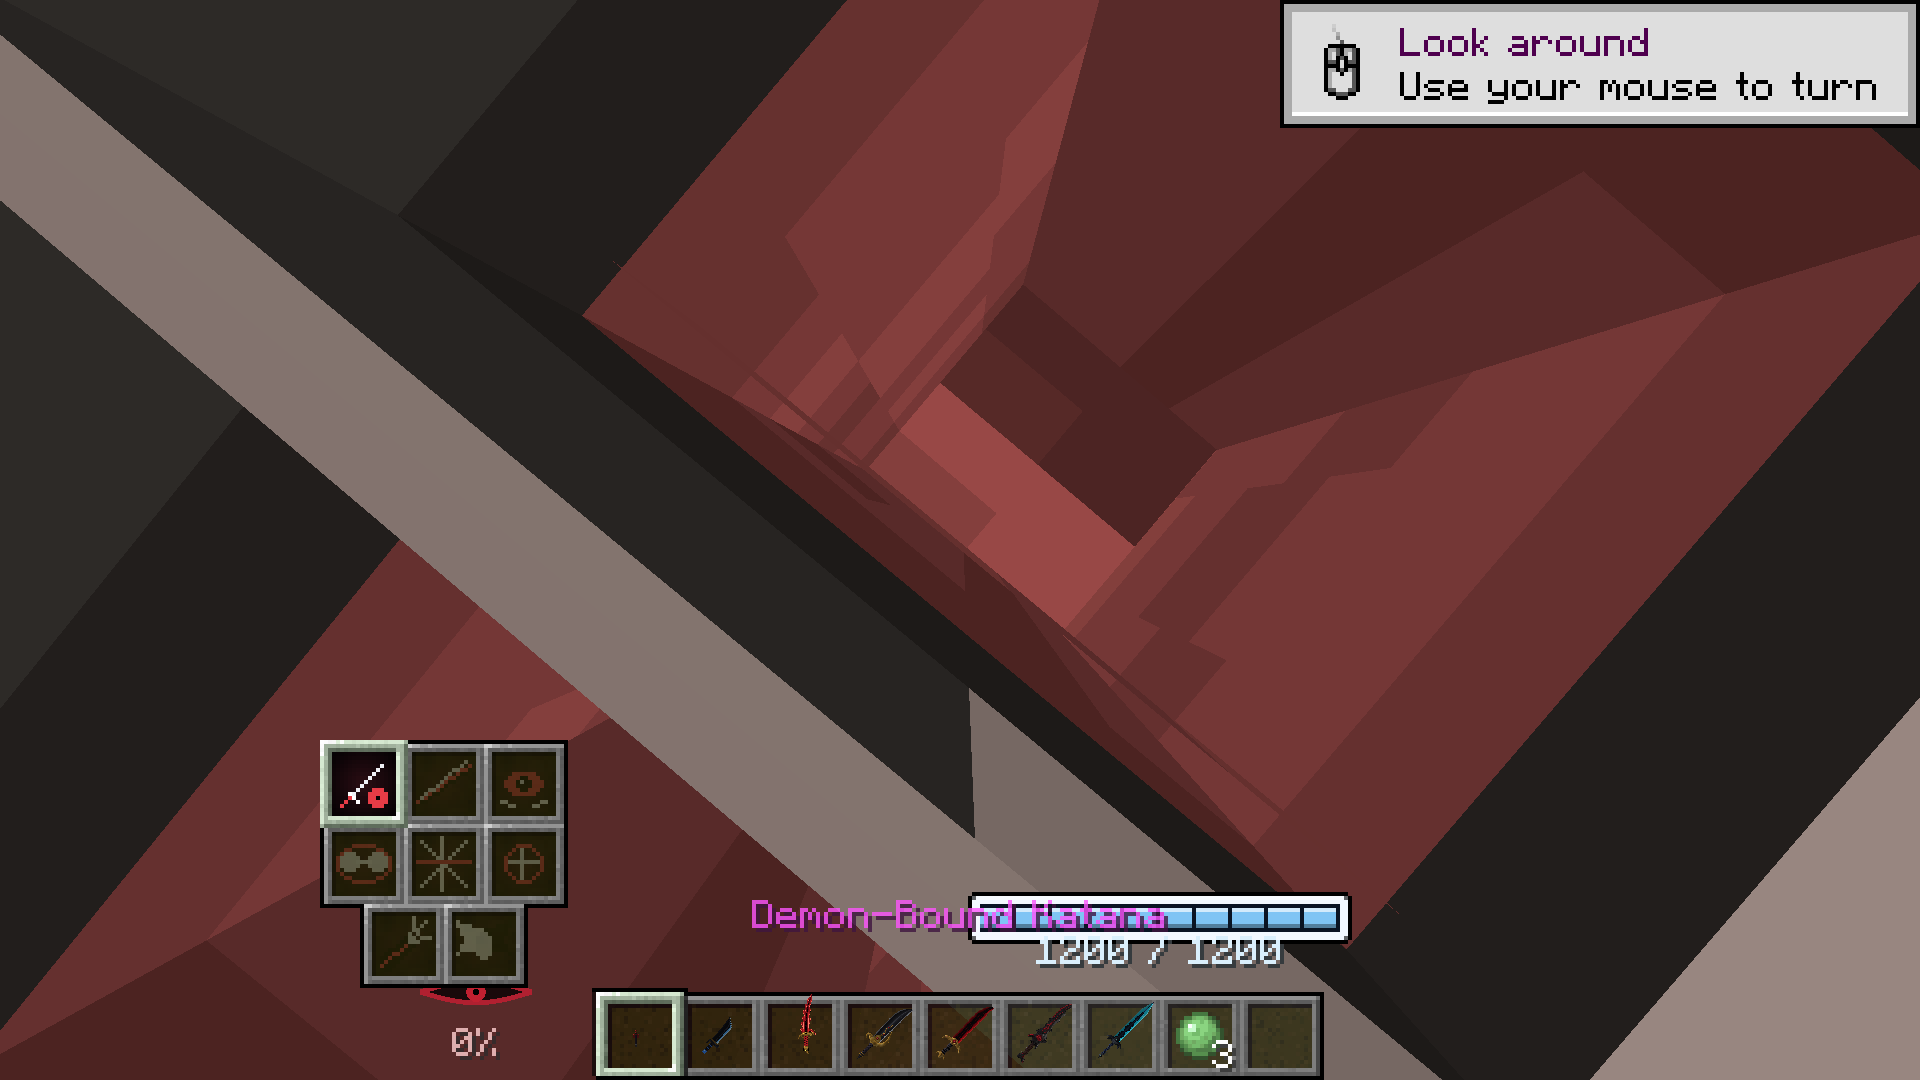 Look around
Use your mouse to turn
Demon-Bound Katana
1200 / 1200
0%
3